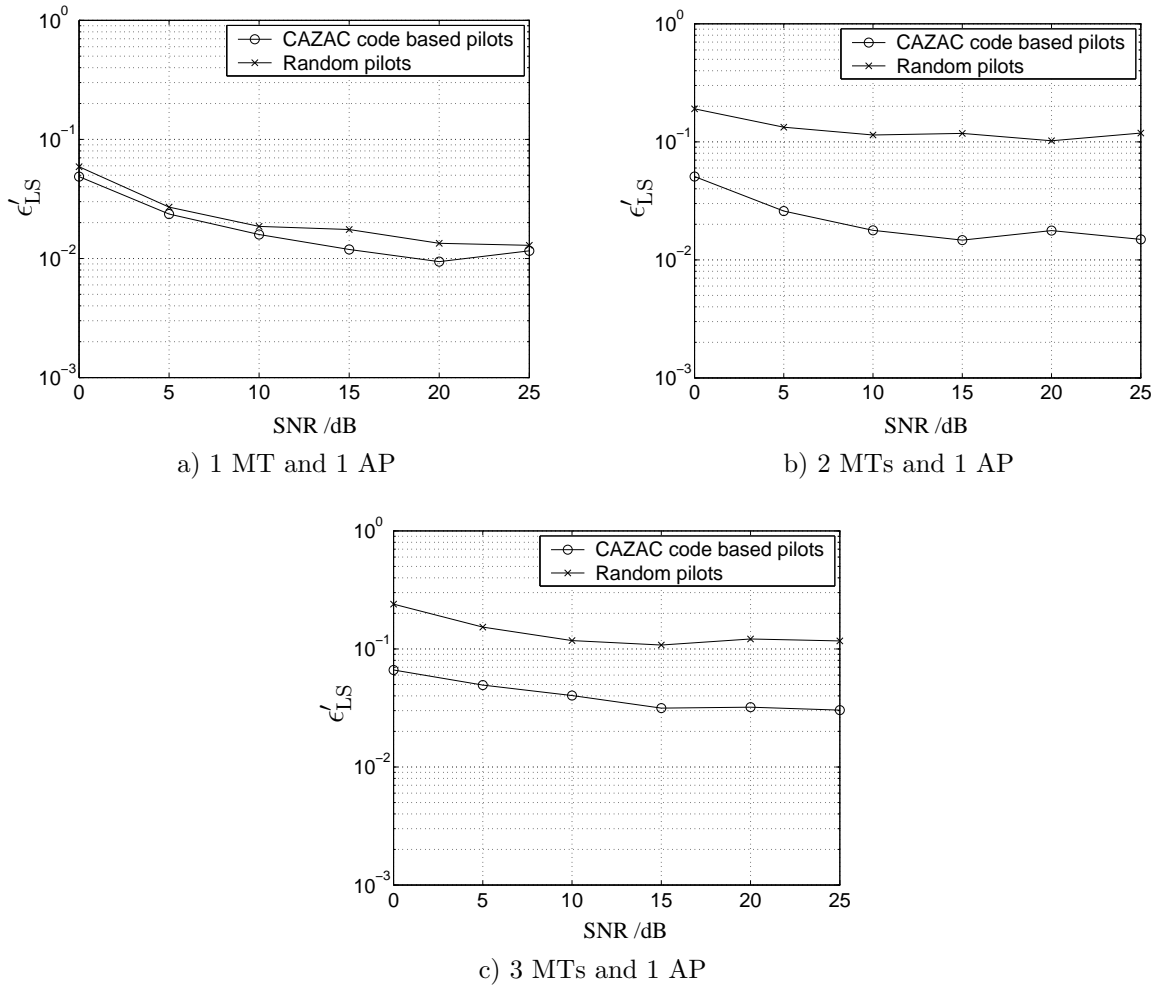 10^0
10^-1
10^-2
10^-3
ϵ′_LS
CAZAC code based pilots
Random pilots
0 5 10 15 20 25
SNR /dB
a) 1 MT and 1 AP
10^0
10^-1
10^-2
10^-3
ϵ′_LS
CAZAC code based pilots
Random pilots
0 5 10 15 20 25
SNR /dB
b) 2 MTs and 1 AP
10^0
10^-1
10^-2
10^-3
ϵ′_LS
CAZAC code based pilots
Random pilots
0 5 10 15 20 25
SNR /dB
c) 3 MTs and 1 AP